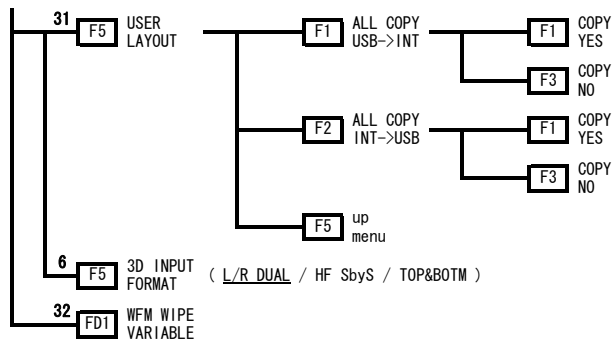 31 F5 USER LAYOUT
F1 ALL COPY USB->INT
F1 COPY YES
F3 COPY NO
F2 ALL COPY INT->USB
F1 COPY YES
F3 COPY NO
F5 up menu
6 F5 3D INPUT FORMAT ( L/R DUAL / HF SbyS / TOP&BOTM )
32 FD1 WFM WIPE VARIABLE